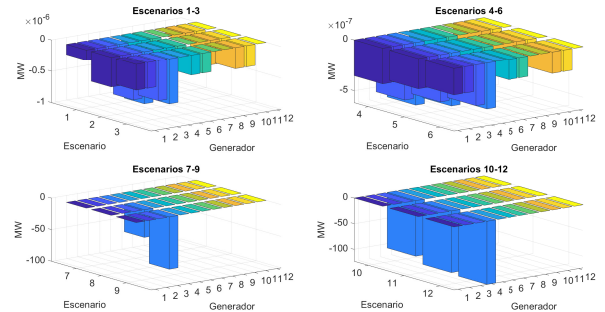 Escenarios 1-3
×10⁻⁶
0
-0.5
-1
MW
1
2
3
Escenario
1 2 3 4 5 6 7 8 9 10 11 12
Generador
Escenarios 4-6
×10⁻⁷
0
-5
MW
4
5
6
Escenario
1 2 3 4 5 6 7 8 9 10 11 12
Generador
Escenarios 7-9
0
-50
-100
MW
7
8
9
Escenario
1 2 3 4 5 6 7 8 9 10 11 12
Generador
Escenarios 10-12
0
-50
-100
MW
10
11
12
Escenario
1 2 3 4 5 6 7 8 9 10 11 12
Generador